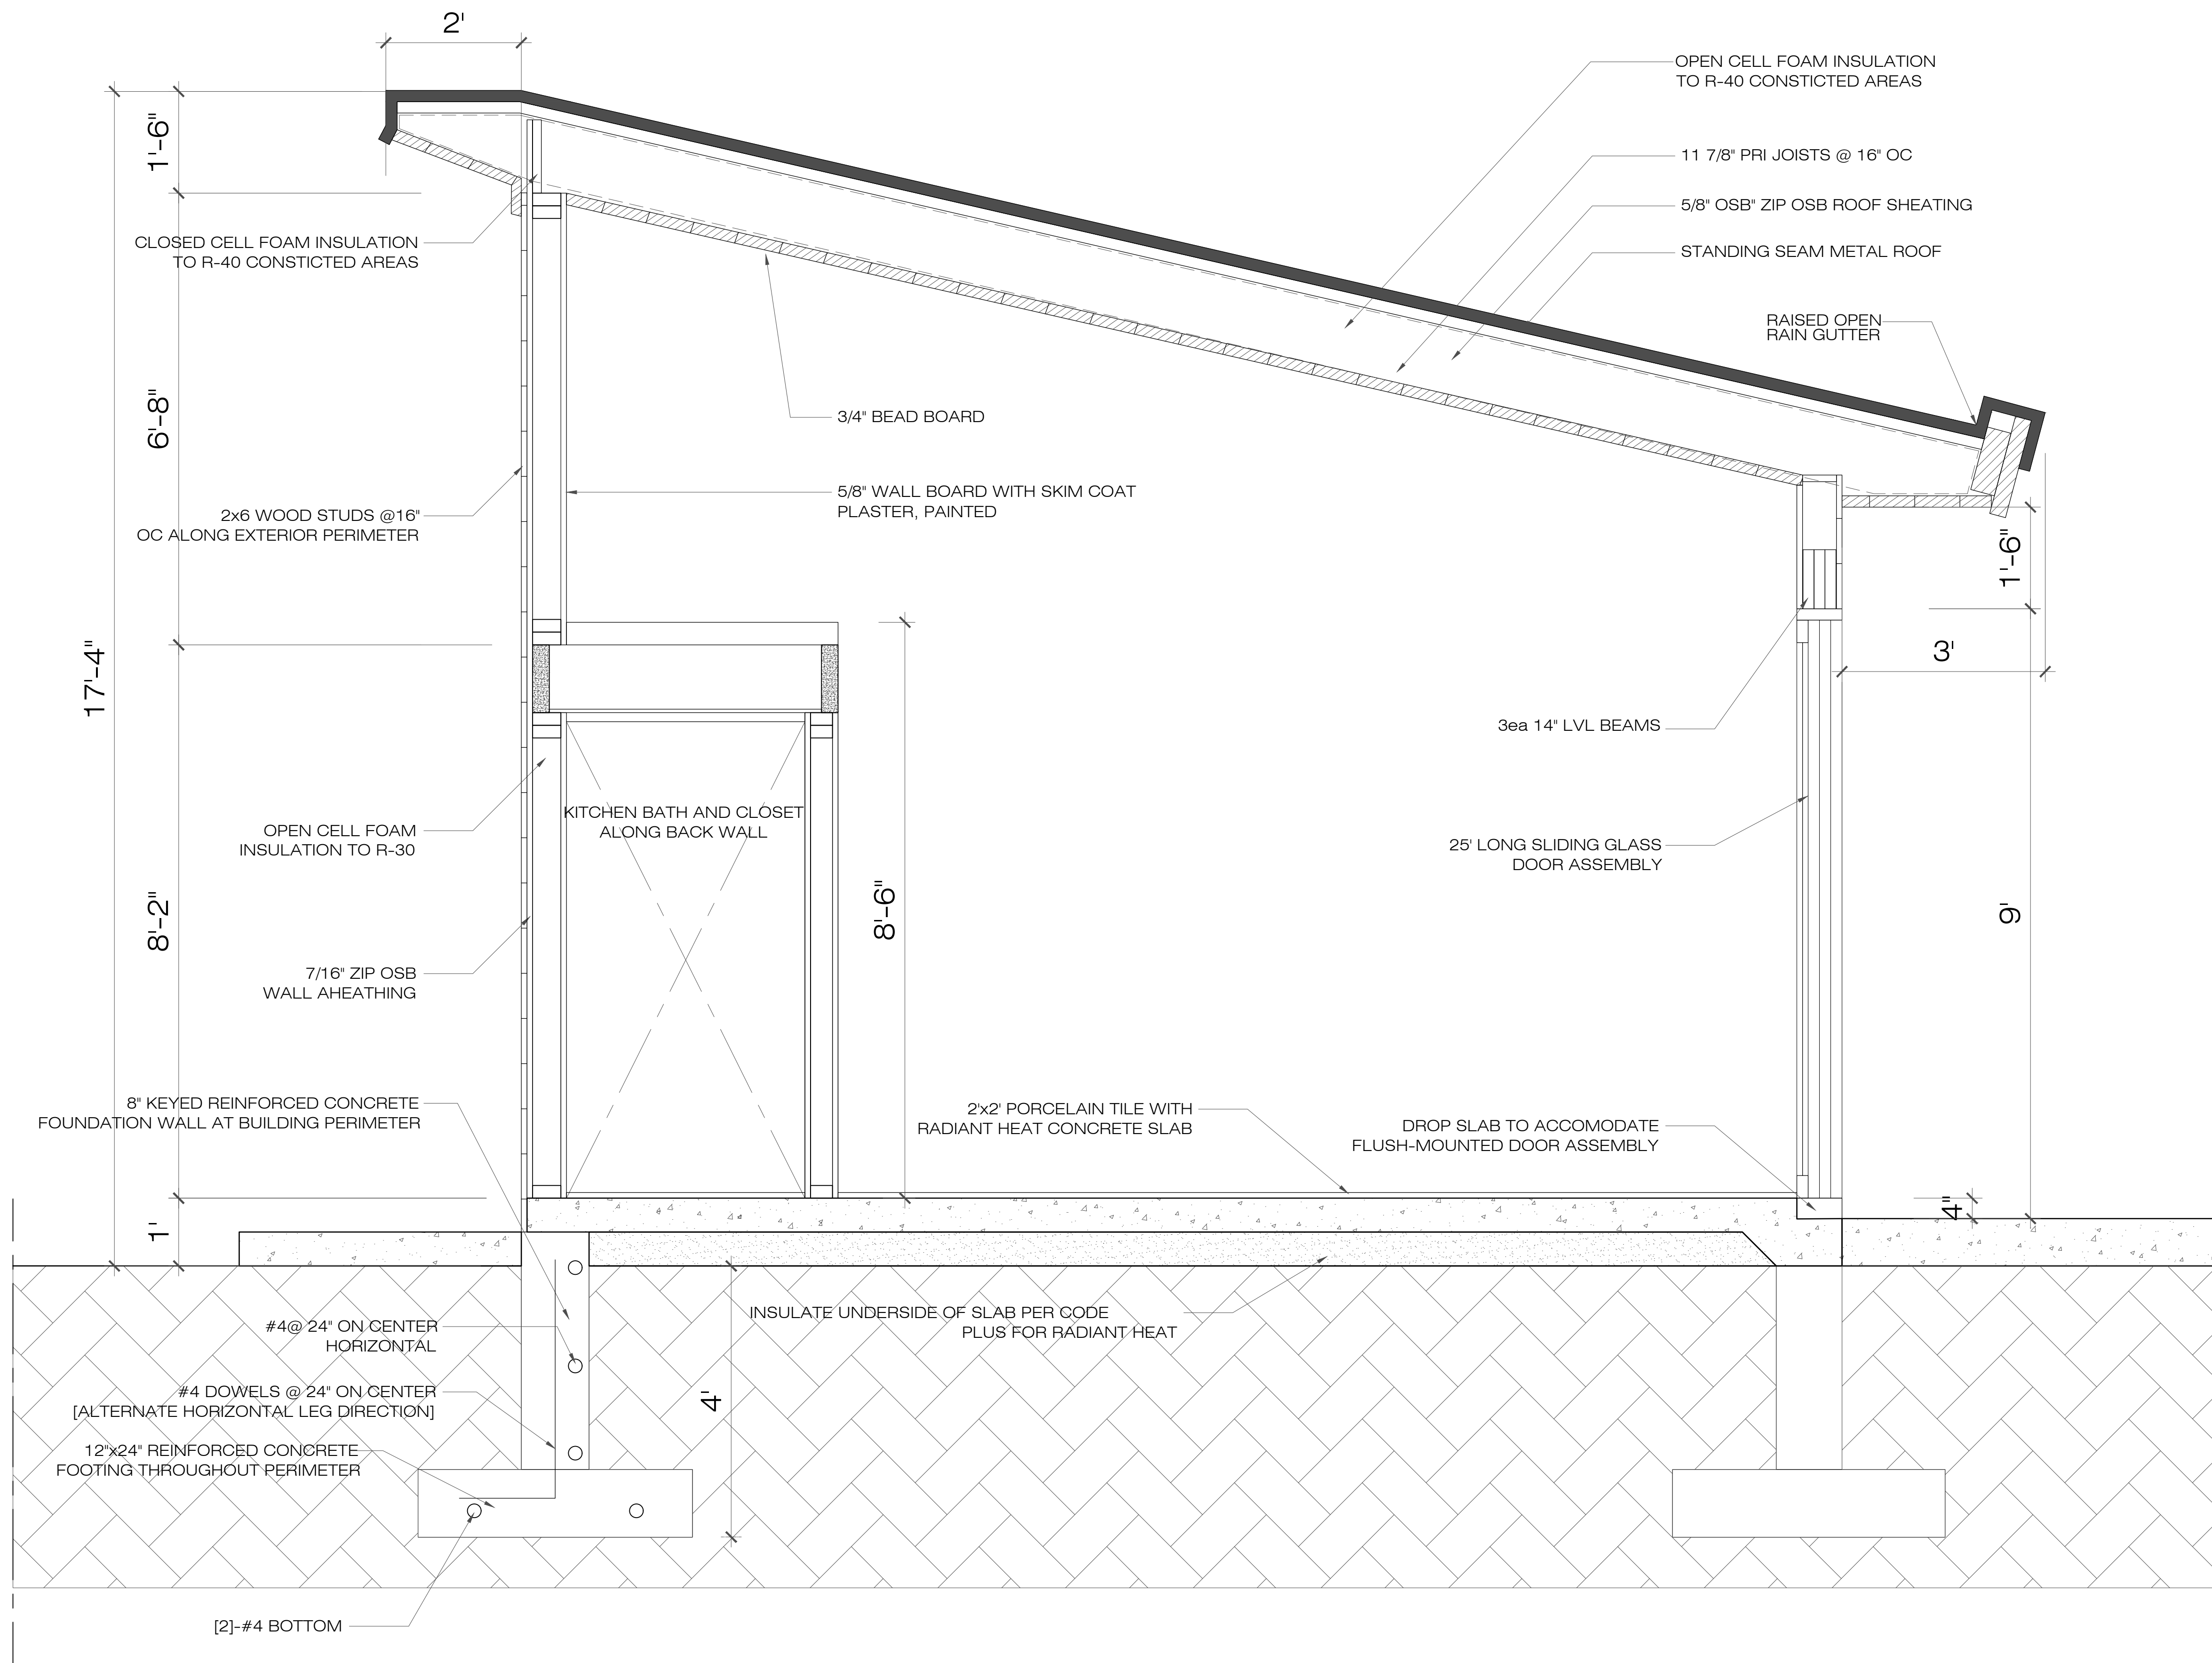 2'
OPEN CELL FOAM INSULATION
TO R-40 CONSTICTED AREAS
1'-6"
11 7/8" PRI JOISTS @ 16" OC
5/8" OSB" ZIP OSB ROOF SHEATING
CLOSED CELL FOAM INSULATION
TO R-40 CONSTICTED AREAS
STANDING SEAM METAL ROOF
RAISED OPEN
RAIN GUTTER
6'-8"
3/4" BEAD BOARD
5/8" WALL BOARD WITH SKIM COAT
PLASTER, PAINTED
2x6 WOOD STUDS @16"
OC ALONG EXTERIOR PERIMETER
1'-6"
17'-4"
3'
3ea 14" LVL BEAMS
KITCHEN BATH AND CLOSET
ALONG BACK WALL
OPEN CELL FOAM
INSULATION TO R-30
25' LONG SLIDING GLASS
DOOR ASSEMBLY
8'-2"
8'-6"
9'
7/16" ZIP OSB
WALL AHEATHING
8" KEYED REINFORCED CONCRETE
FOUNDATION WALL AT BUILDING PERIMETER
2'x2' PORCELAIN TILE WITH
RADIANT HEAT CONCRETE SLAB
DROP SLAB TO ACCOMODATE
FLUSH-MOUNTED DOOR ASSEMBLY
4"
1'
INSULATE UNDERSIDE OF SLAB PER CODE
PLUS FOR RADIANT HEAT
#4@ 24" ON CENTER
HORIZONTAL
#4 DOWELS @ 24" ON CENTER
[ALTERNATE HORIZONTAL LEG DIRECTION]
4'
12"x24" REINFORCED CONCRETE
FOOTING THROUGHOUT PERIMETER
[2]-#4 BOTTOM